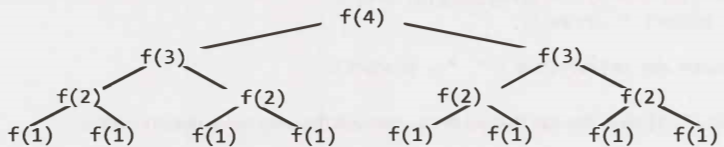 f(4)
f(3) f(3)
f(2) f(2) f(2) f(2)
f(1) f(1) f(1) f(1) f(1) f(1) f(1) f(1)